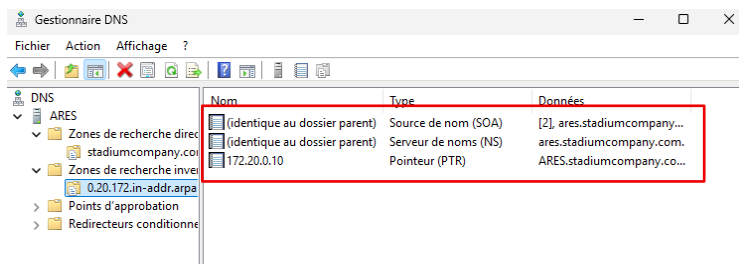 Gestionnaire DNS
Fichier Action Affichage ?
DNS
ARES
Zones de recherche direc
stadiumcompany.co
Zones de recherche inve
0.20.172.in-addr.arpa
Points d'approbation
Redirecteurs conditionne
Nom Type Données
(identique au dossier parent) Source de nom (SOA) [2], ares.stadiumcompany...
(identique au dossier parent) Serveur de noms (NS) ares.stadiumcompany.com.
172.20.0.10 Pointeur (PTR) ARES.stadiumcompany.co...